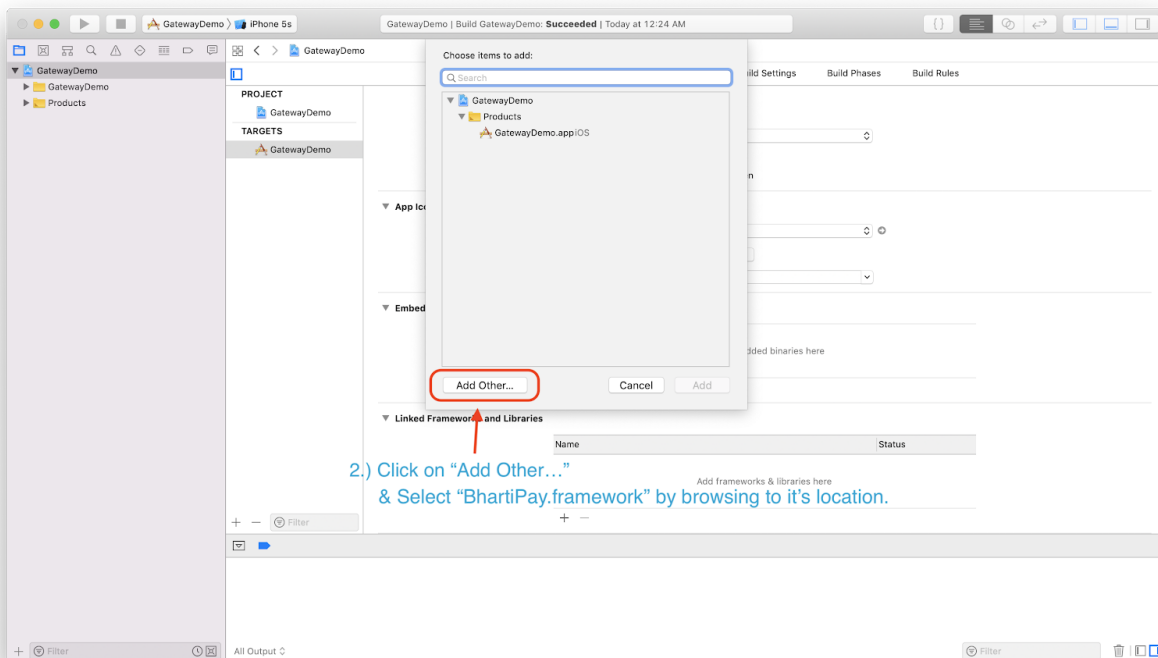 GatewayDemo
iPhone 5s
GatewayDemo | Build GatewayDemo: Succeeded | Today at 12:24 AM
GatewayDemo
GatewayDemo
Products
GatewayDemo
PROJECT
GatewayDemo
TARGETS
GatewayDemo
Filter
ild Settings
Build Phases
Build Rules
Choose items to add:
Search
GatewayDemo
Products
GatewayDemo.app iOS
Add Other...
Cancel
Add
n
App Ico
Embed
dded binaries here
Linked Frameworks and Libraries
Name
Status
Add frameworks & libraries here
2.) Click on “Add Other…”
& Select “BhartiPay.framework” by browsing to it’s location.
Filter
All Output
Filter